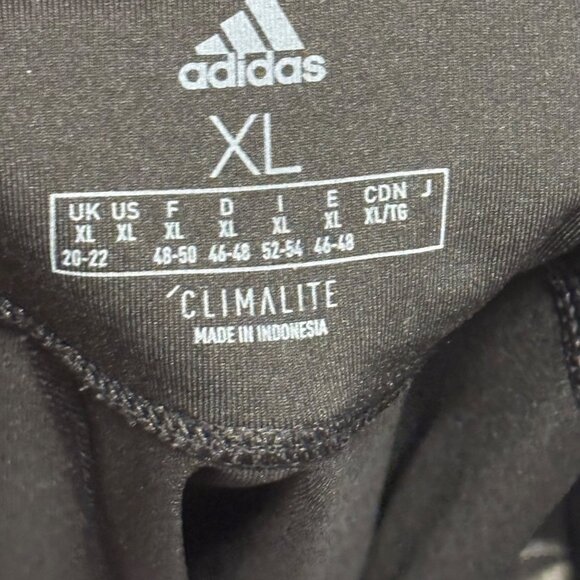 adidas
XL
UK US F D I E CDN J
XL XL XL XL XL XL XL/TG
20-22 48-50 46-48 52-54 46-48
CLIMALITE
MADE IN INDONESIA